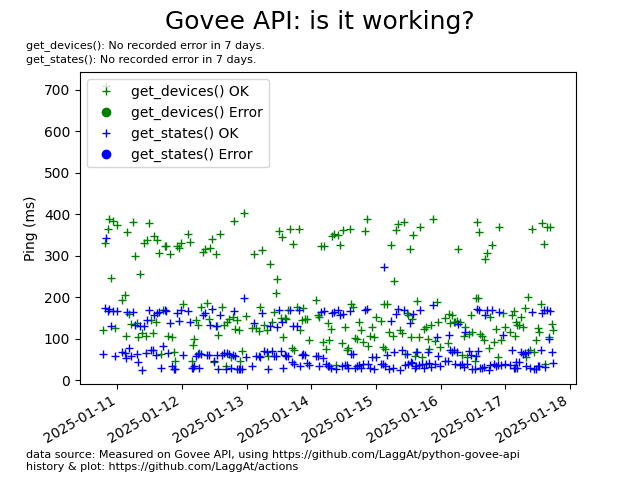 Govee API: is it working?
get_devices(): No recorded error in 7 days.
get_states(): No recorded error in 7 days.
get_devices() OK
get_devices() Error
get_states() OK
get_states() Error
Ping (ms)
700
600
500
400
300
200
100
0
2025-01-11
2025-01-12
2025-01-13
2025-01-14
2025-01-15
2025-01-16
2025-01-17
2025-01-18
data source: Measured on Govee API, using https://github.com/LaggAt/python-govee-api
history & plot: https://github.com/LaggAt/actions